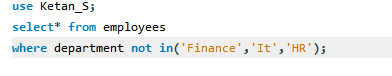 use Ketan_S;
select* from employees
where department not in('Finance','It','HR');